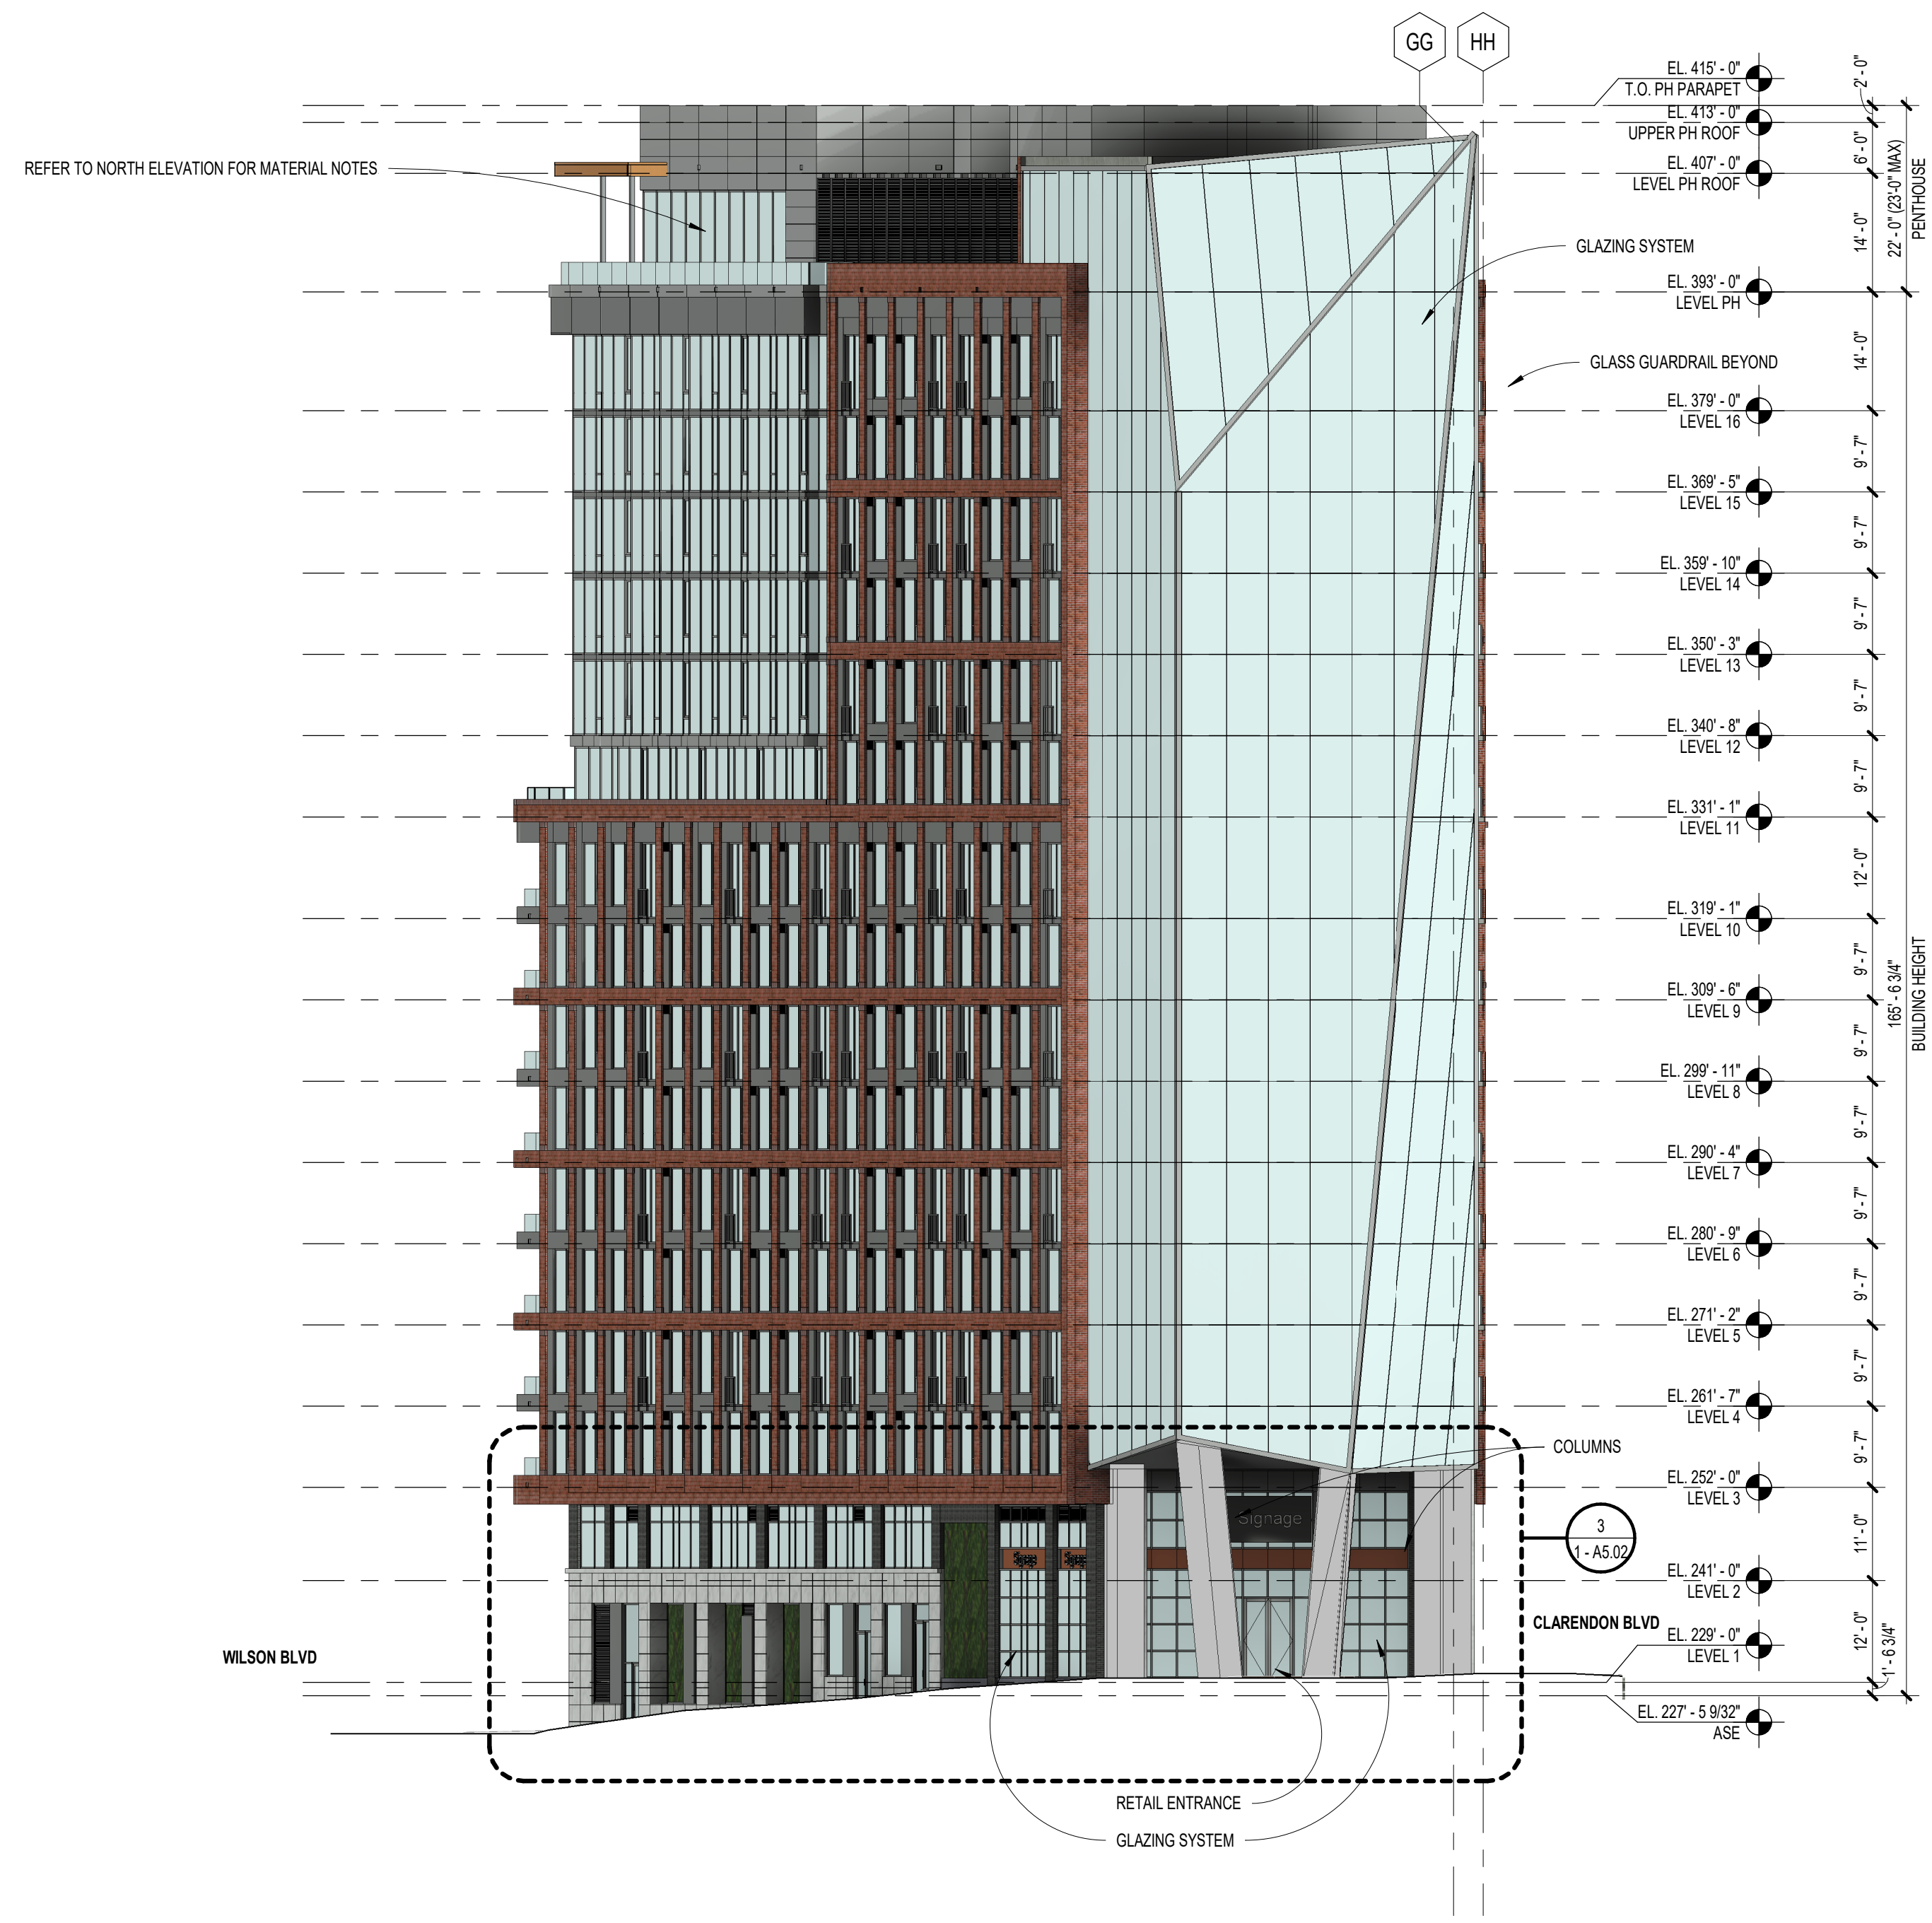 GG
HH
EL. 415' - 0"
T.O. PH PARAPET
2' - 0"
EL. 413' - 0"
UPPER PH ROOF
6' - 0"
EL. 407' - 0"
LEVEL PH ROOF
REFER TO NORTH ELEVATION FOR MATERIAL NOTES
14' - 0"
22' - 0" (23'-0" MAX)
PENTHOUSE
GLAZING SYSTEM
EL. 393' - 0"
LEVEL PH
14' - 0"
GLASS GUARDRAIL BEYOND
EL. 379' - 0"
LEVEL 16
9' - 7"
EL. 369' - 5"
LEVEL 15
9' - 7"
EL. 359' - 10"
LEVEL 14
9' - 7"
EL. 350' - 3"
LEVEL 13
9' - 7"
EL. 340' - 8"
LEVEL 12
9' - 7"
EL. 331' - 1"
LEVEL 11
12' - 0"
EL. 319' - 1"
LEVEL 10
9' - 7"
165' - 6 3/4"
BUILDING HEIGHT
EL. 309' - 6"
LEVEL 9
9' - 7"
EL. 299' - 11"
LEVEL 8
9' - 7"
EL. 290' - 4"
LEVEL 7
9' - 7"
EL. 280' - 9"
LEVEL 6
9' - 7"
EL. 271' - 2"
LEVEL 5
9' - 7"
EL. 261' - 7"
LEVEL 4
9' - 7"
COLUMNS
EL. 252' - 0"
LEVEL 3
Signage
3
1 - A5.02
11' - 0"
EL. 241' - 0"
LEVEL 2
12' - 0"
CLARENDON BLVD
EL. 229' - 0"
LEVEL 1
1' - 6 3/4"
WILSON BLVD
EL. 227' - 5 9/32"
ASE
RETAIL ENTRANCE
GLAZING SYSTEM